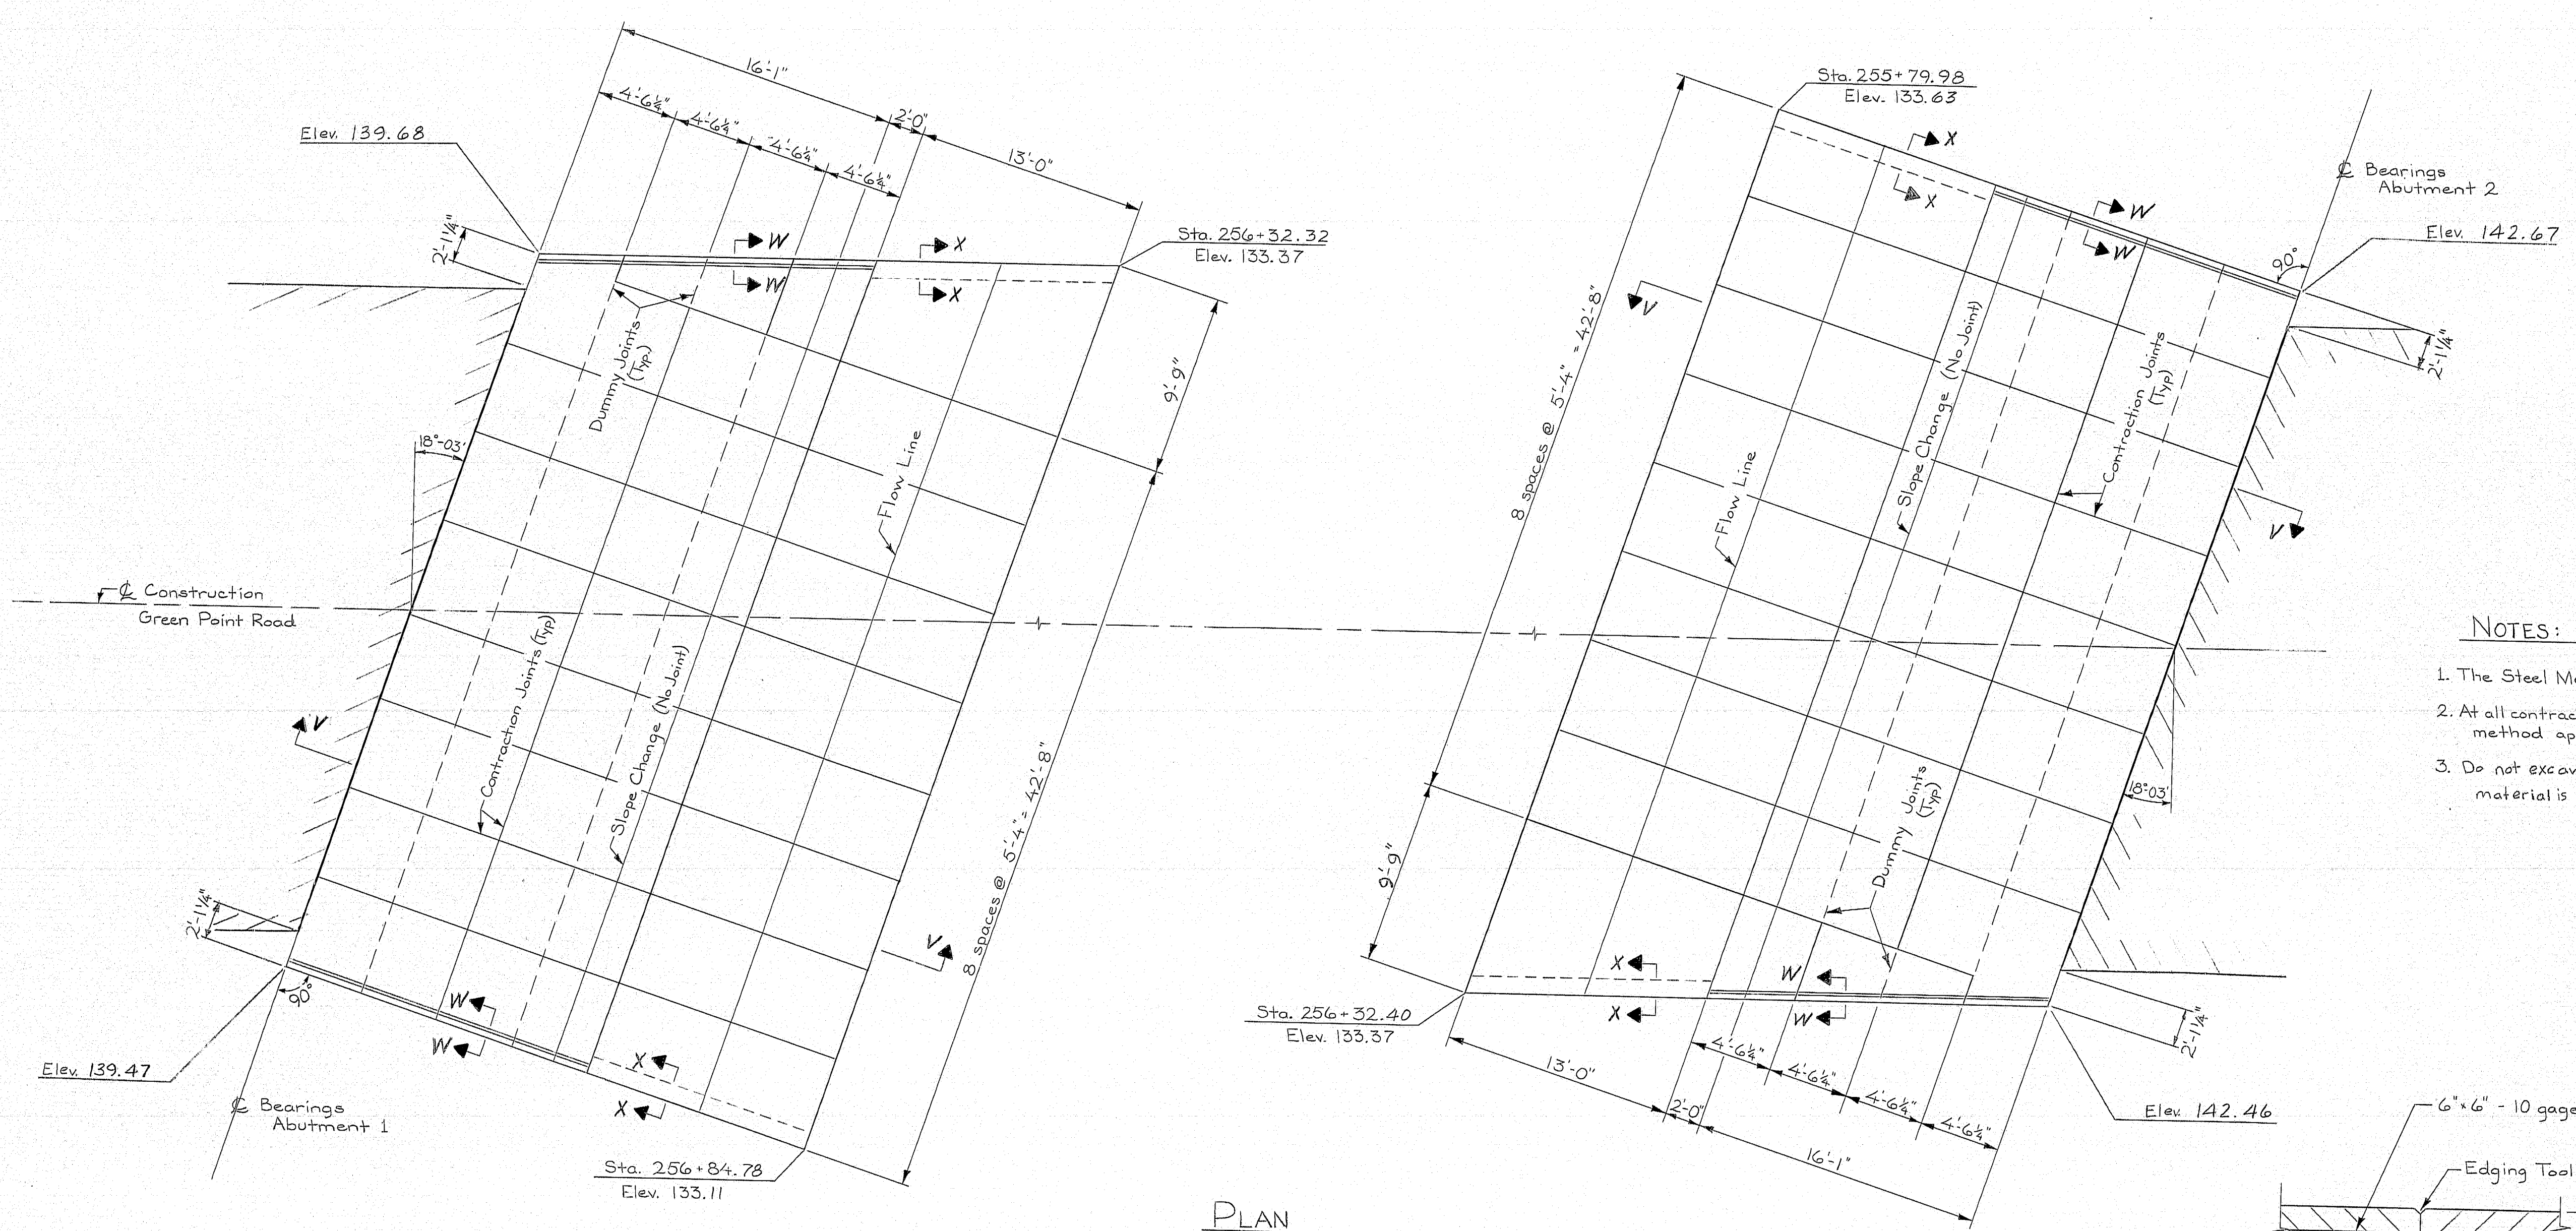 16'-1"
4'-6¼"
4'-6¼"
4'-6¼"
4'-6¼"
2'-0"
13'-0"
Elev. 139.68
2'-1¼"
W
W
X
X
Sta. 256+32.32
Elev. 133.37
Dummy Joints
(Typ.)
9'-9"
18°-03'
Flow Line
℄ Construction
Green Point Road
Contraction Joints (Typ)
Slope Change (No Joint)
V
V
8 spaces @ 5'-4" = 42'-8"
2'-1¼"
90°
W
W
X
X
Elev. 139.47
℄ Bearings
Abutment 1
Sta. 256+84.78
Elev. 133.11
PLAN
Sta. 255+79.98
Elev. 133.63
X
X
W
W
℄ Bearings
Abutment 2
Elev. 142.67
90°
2'-1¼"
V
V
8 spaces @ 5'-4" = 42'-8"
Slope Change (No Joint)
Contraction Joints
(Typ)
Flow Line
18°03'
9'-9"
Dummy Joints
(Typ)
X
X
W
W
Sta. 256+32.40
Elev. 133.37
13'-0"
2'-0"
4'-6¼"
4'-6¼"
4'-6¼"
4'-6¼"
16'-1"
2'-1¼"
Elev. 142.46
NOTES:
1. The Steel M
2. At all contrac
method ap
3. Do not excav
material is
6"x6" - 10 gage
Edging Tool